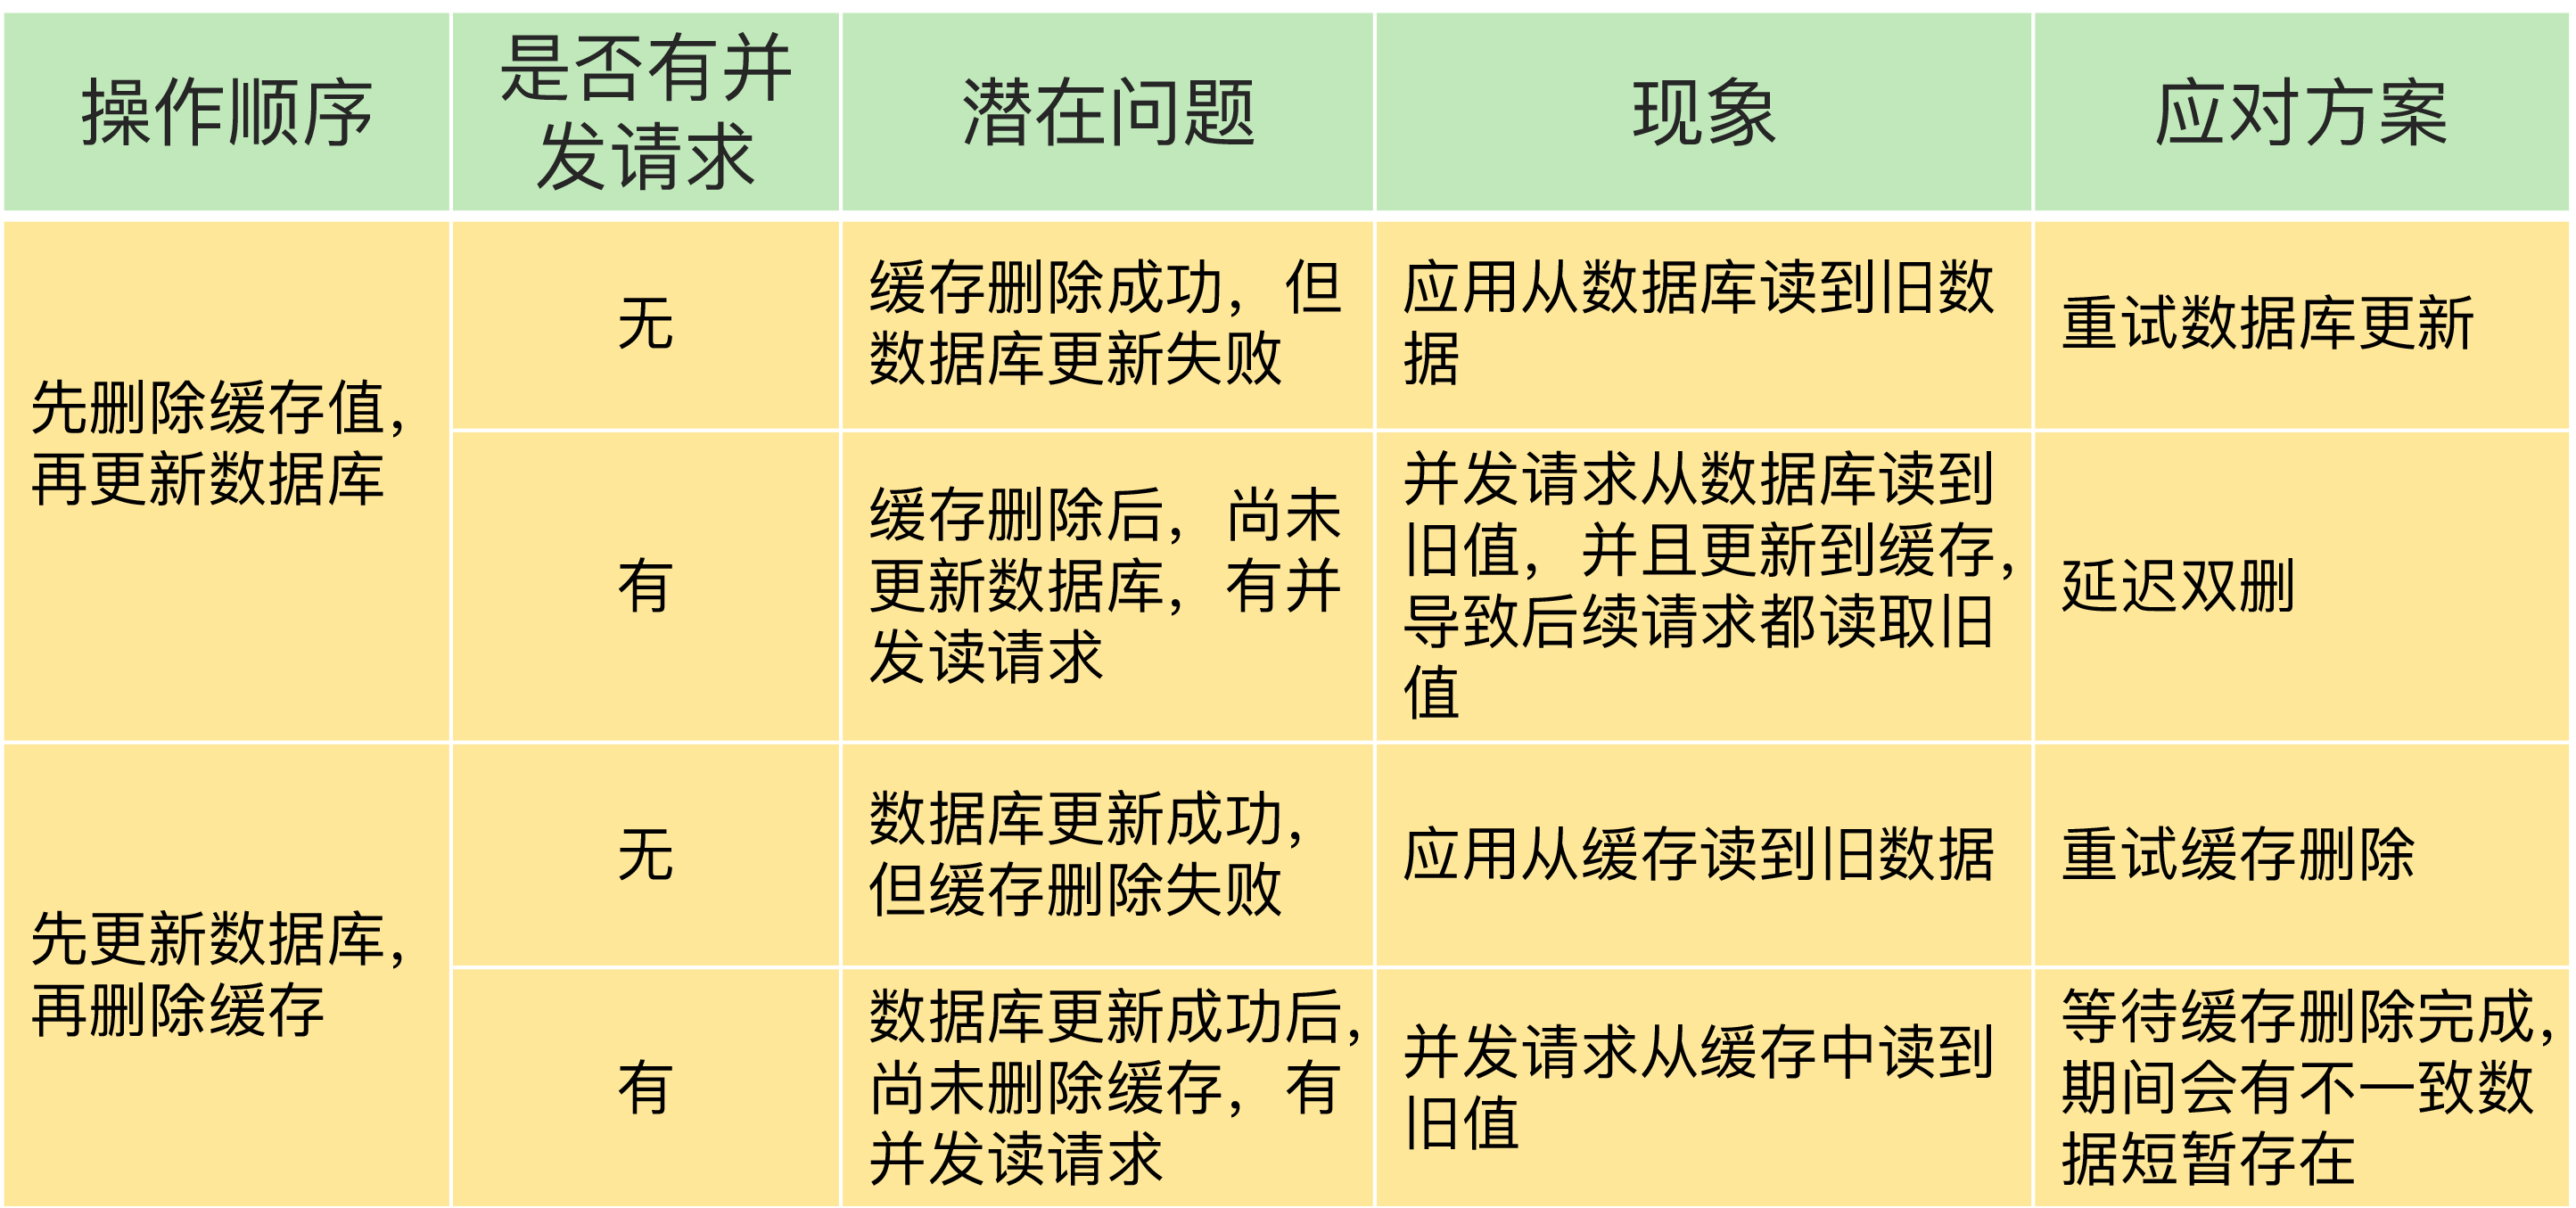 操作顺序
是否有并
发请求
潜在问题
现象
应对方案
先删除缓存值，
再更新数据库
无
缓存删除成功，但
数据库更新失败
应用从数据库读到旧数
据
重试数据库更新
有
缓存删除后，尚未
更新数据库，有并
发读请求
并发请求从数据库读到
旧值，并且更新到缓存，
导致后续请求都读取旧
值
延迟双删
先更新数据库，
再删除缓存
无
数据库更新成功，
但缓存删除失败
应用从缓存读到旧数据
重试缓存删除
有
数据库更新成功后，
尚未删除缓存，有
并发读请求
并发请求从缓存中读到
旧值
等待缓存删除完成，
期间会有不一致数
据短暂存在